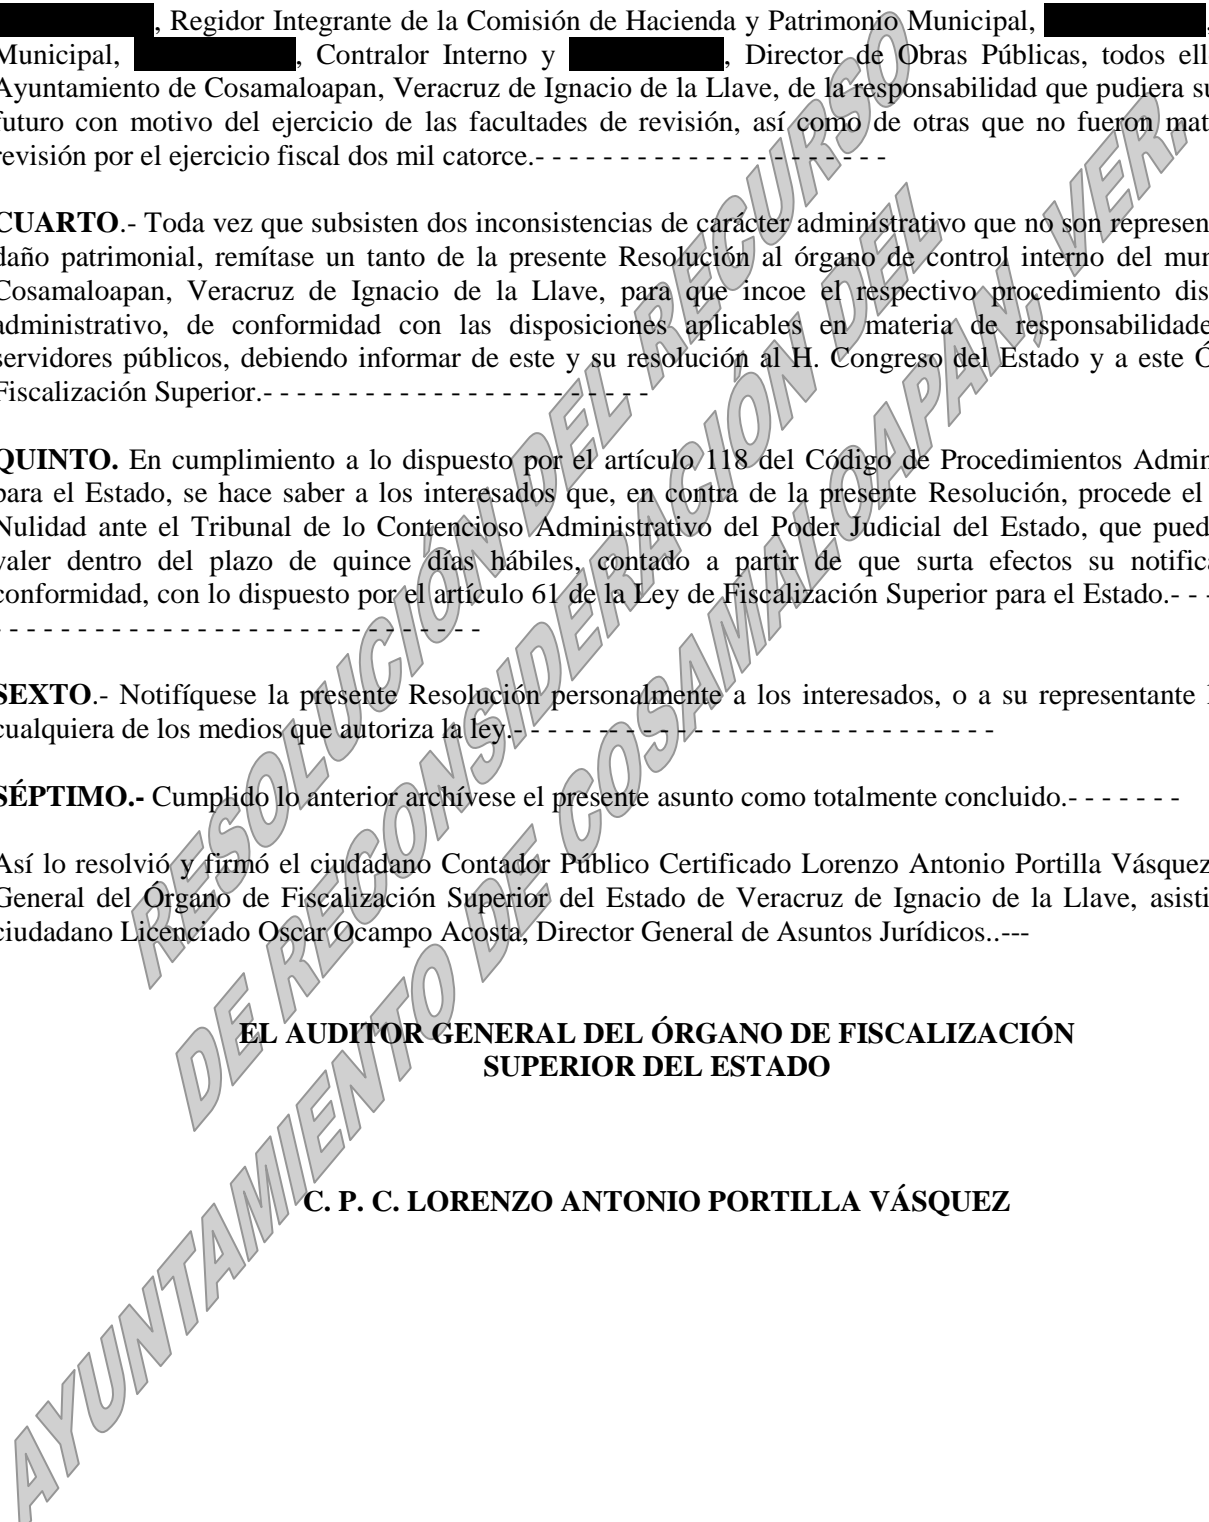 , Regidor Integrante de la Comisión de Hacienda y Patrimonio Municipal, ,
Municipal, , Contralor Interno y , Director de Obras Públicas, todos ell
Ayuntamiento de Cosamaloapan, Veracruz de Ignacio de la Llave, de la responsabilidad que pudiera su
futuro con motivo del ejercicio de las facultades de revisión, así como de otras que no fueron mat
revisión por el ejercicio fiscal dos mil catorce.- - - - - - - - - - - - - - - - - - - - -
CUARTO.- Toda vez que subsisten dos inconsistencias de carácter administrativo que no son represen
daño patrimonial, remítase un tanto de la presente Resolución al órgano de control interno del mun
Cosamaloapan, Veracruz de Ignacio de la Llave, para que incoe el respectivo procedimiento dis
administrativo, de conformidad con las disposiciones aplicables en materia de responsabilidade
servidores públicos, debiendo informar de este y su resolución al H. Congreso del Estado y a este Ó
Fiscalización Superior.- - - - - - - - - - - - - - - - - - - - - - -
QUINTO. En cumplimiento a lo dispuesto por el artículo 118 del Código de Procedimientos Admin
para el Estado, se hace saber a los interesados que, en contra de la presente Resolución, procede el
Nulidad ante el Tribunal de lo Contencioso Administrativo del Poder Judicial del Estado, que pued
valer dentro del plazo de quince días hábiles, contado a partir de que surta efectos su notifica
conformidad, con lo dispuesto por el artículo 61 de la Ley de Fiscalización Superior para el Estado.- - -
- - - - - - - - - - - - - - - - - - - - - - - - - - - - -
SEXTO.- Notifíquese la presente Resolución personalmente a los interesados, o a su representante
cualquiera de los medios que autoriza la ley.- - - - - - - - - - - - - - - - - - - - - - - - - - - - -
SÉPTIMO.- Cumplido lo anterior archívese el presente asunto como totalmente concluido.- - - - - - -
Así lo resolvió y firmó el ciudadano Contador Público Certificado Lorenzo Antonio Portilla Vásquez
General del Órgano de Fiscalización Superior del Estado de Veracruz de Ignacio de la Llave, asisti
ciudadano Licenciado Oscar Ocampo Acosta, Director General de Asuntos Jurídicos..---
EL AUDITOR GENERAL DEL ÓRGANO DE FISCALIZACIÓN
SUPERIOR DEL ESTADO
C. P. C. LORENZO ANTONIO PORTILLA VÁSQUEZ
RESOLUCIÓN DEL RECURSO
DE RECONSIDERACIÓN DEL
AYUNTAMIENTO DE COSAMALOAPAN, VER.